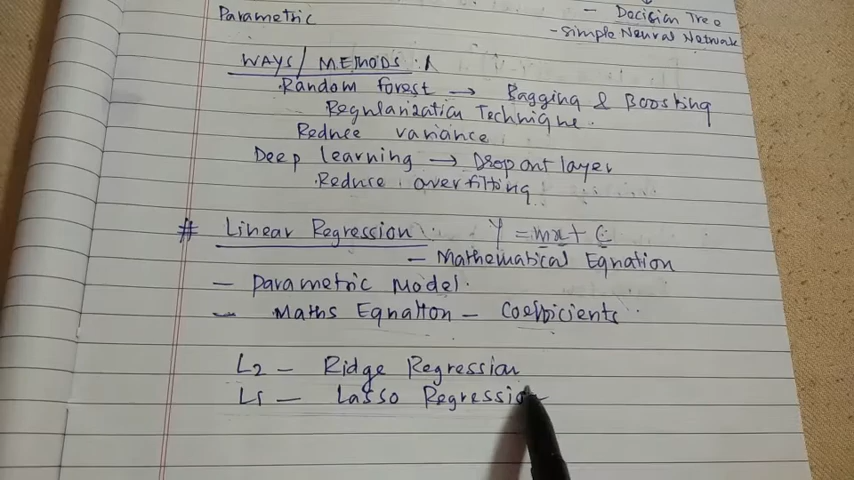 Parametric
- Decision Tree
- Simple Neural Network
WAYS / METHODS :
Random forest → Bagging & Boosting
Regularization Technique.
Reduce variance.
Deep learning → Drop out layer
Reduce overfitting
# Linear Regression Y = mx + C
- Mathematical Equation
- Parametric Model.
- Maths Equation - Coefficients
L2 - Ridge Regression
L1 - Lasso Regression